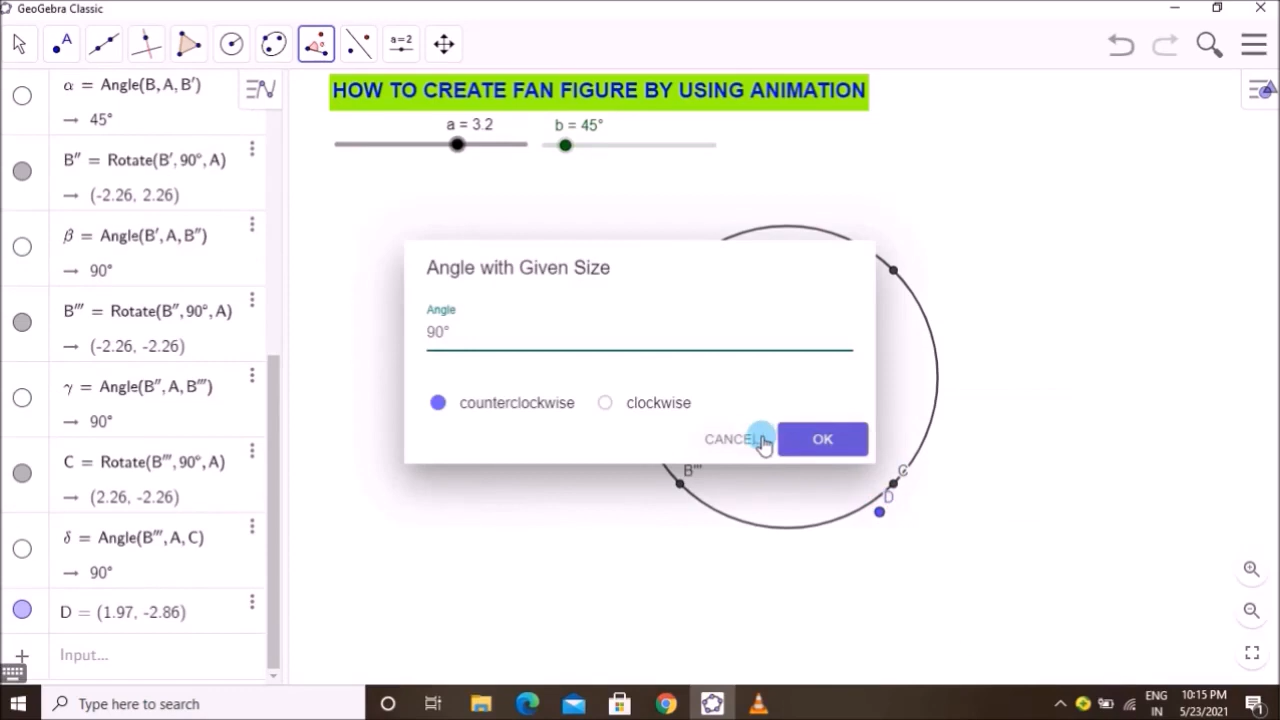 GeoGebra Classic
A
a=2
HOW TO CREATE FAN FIGURE BY USING ANIMATION
a = 3.2
b = 45°
α = Angle(B, A, B′)
→ 45°
B″ = Rotate(B′, 90°, A)
→ (-2.26, 2.26)
β = Angle(B′, A, B″)
→ 90°
B‴ = Rotate(B″, 90°, A)
→ (-2.26, -2.26)
γ = Angle(B″, A, B‴)
→ 90°
C = Rotate(B‴, 90°, A)
→ (2.26, -2.26)
δ = Angle(B‴, A, C)
→ 90°
D = (1.97, -2.86)
+ Input...
Angle with Given Size
Angle
90°
counterclockwise
clockwise
CANCEL
OK
B‴
C
D
Type here to search
ENG
IN
10:15 PM
5/23/2021
1